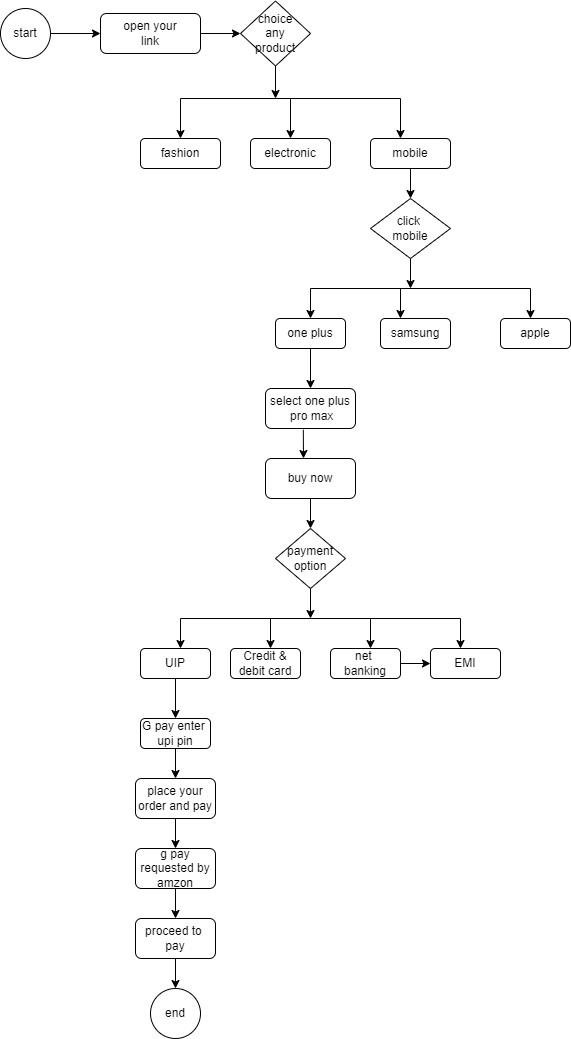 start
open your
link
choice
any
product
fashion
electronic
mobile
click
mobile
one plus
samsung
apple
select one plus
pro max
buy now
payment
option
UIP
Credit &
debit card
net
banking
EMI
G pay enter
upi pin
place your
order and pay
g pay
requested by
amzon
proceed to
pay
end